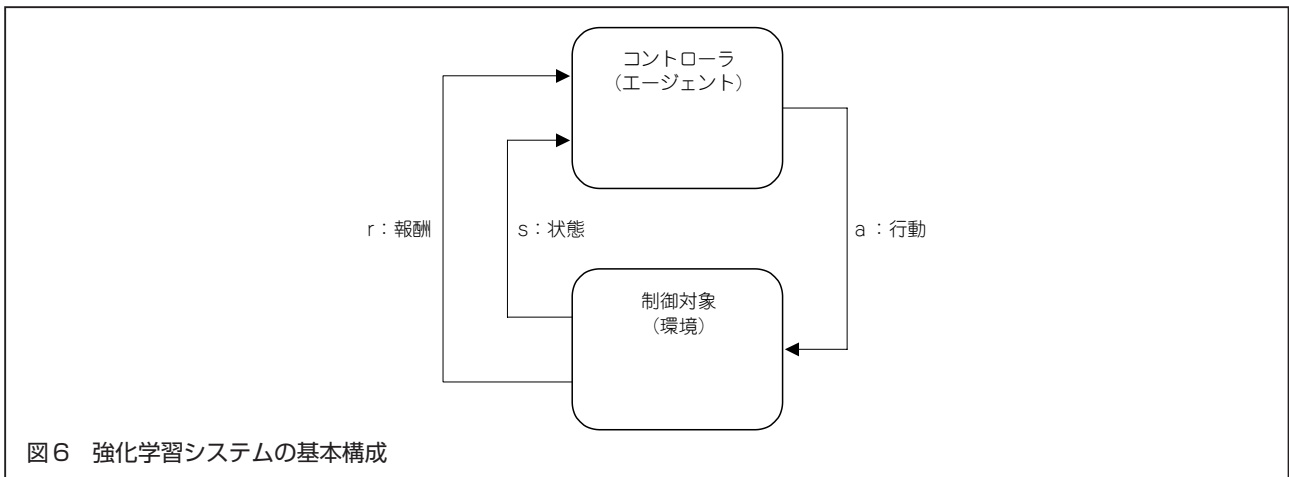 コントローラ
（エージェント）
r：報酬
s：状態
a：行動
制御対象
（環境）
図6 強化学習システムの基本構成